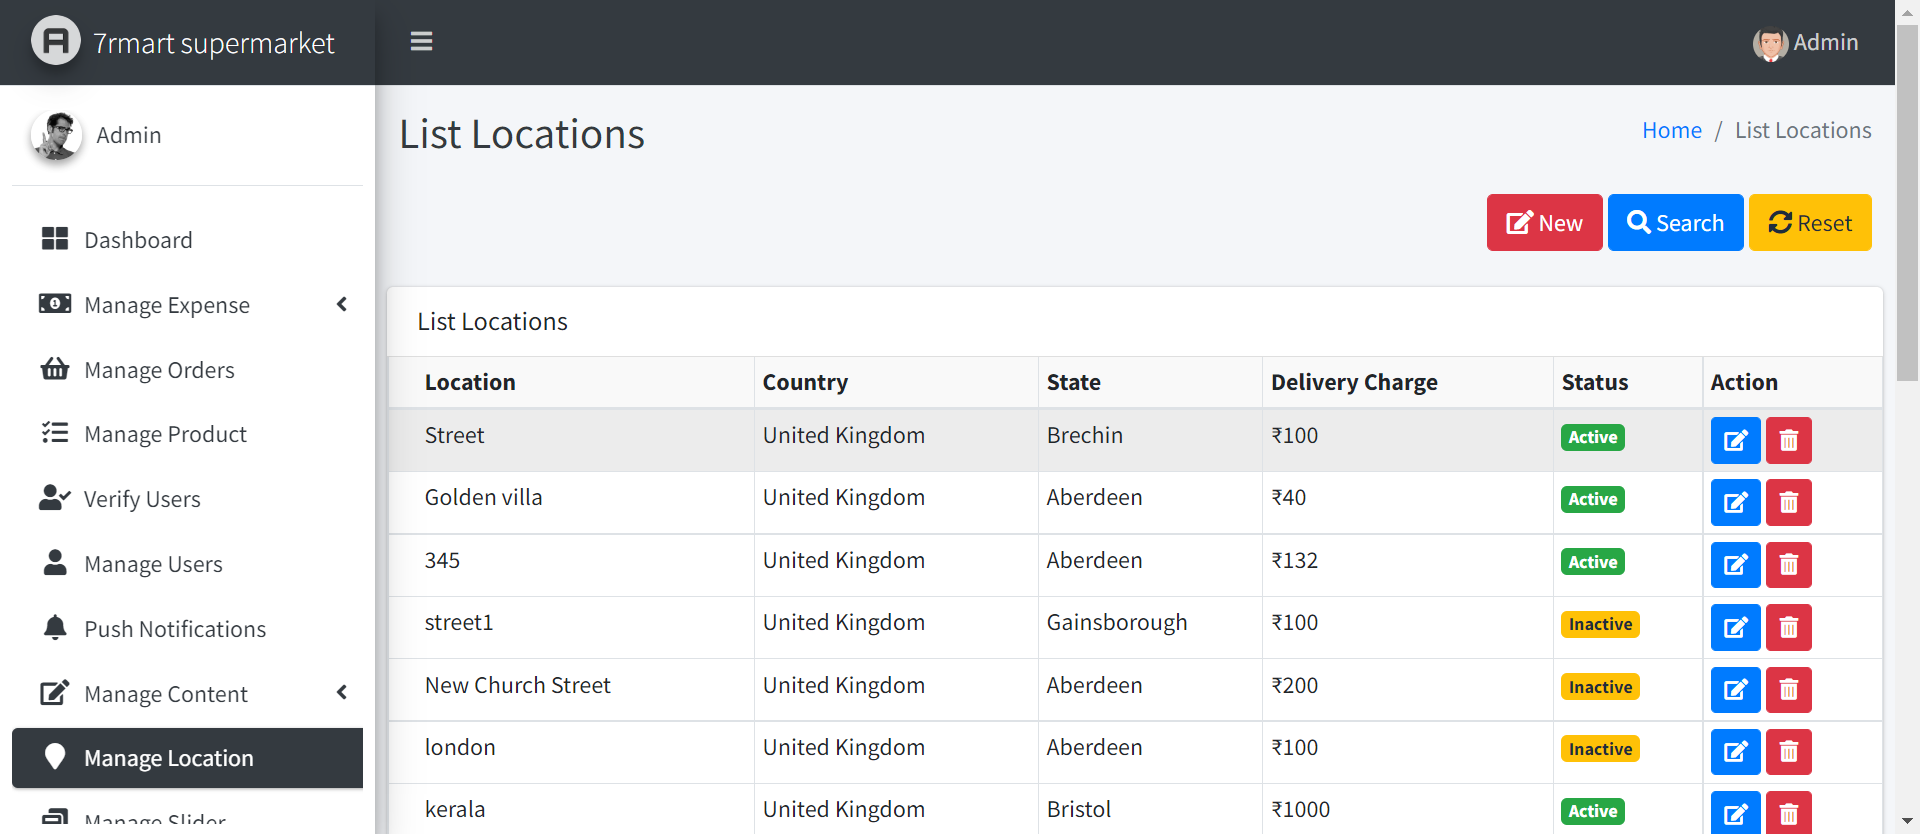 7rmart supermarket
Admin
Admin
List Locations
Home / List Locations
Dashboard
Manage Expense
Manage Orders
Manage Product
Verify Users
Manage Users
Push Notifications
Manage Content
Manage Location
Manage Slider
New Search Reset
List Locations
Location Country State Delivery Charge Status Action
Street United Kingdom Brechin ₹100 Active
Golden villa United Kingdom Aberdeen ₹40 Active
345 United Kingdom Aberdeen ₹132 Active
street1 United Kingdom Gainsborough ₹100 Inactive
New Church Street United Kingdom Aberdeen ₹200 Inactive
london United Kingdom Aberdeen ₹100 Inactive
kerala United Kingdom Bristol ₹1000 Active